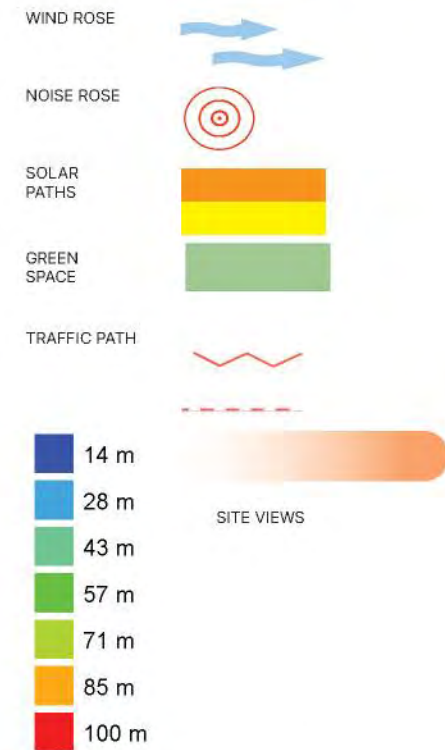 WIND ROSE
NOISE ROSE
SOLAR
PATHS
GREEN
SPACE
TRAFFIC PATH
14 m
28 m
SITE VIEWS
43 m
57 m
71 m
85 m
100 m